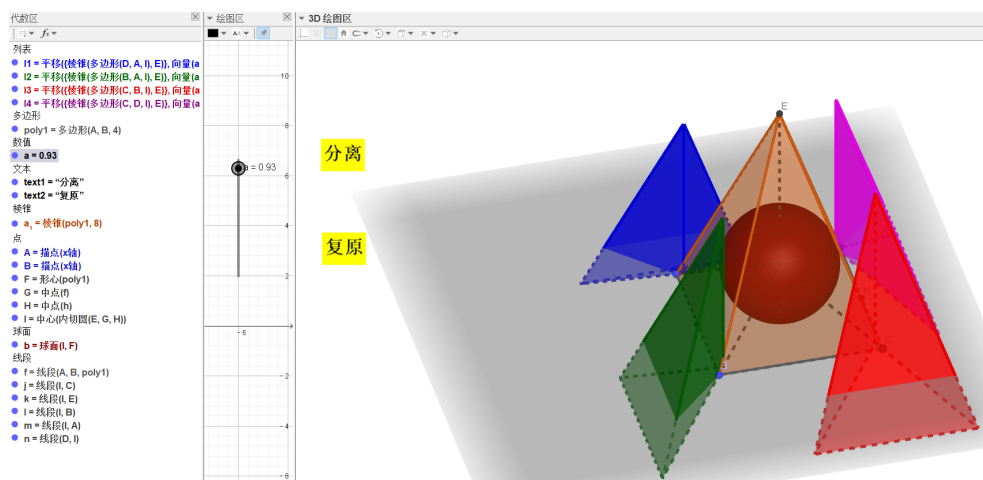 代数区
绘图区
3D 绘图区
列表
l1 = 平移({棱锥(多边形(D, A, I), E)}, 向量(a
l2 = 平移({棱锥(多边形(B, A, I), E)}, 向量(a
l3 = 平移({棱锥(多边形(C, B, I), E)}, 向量(a
l4 = 平移({棱锥(多边形(C, D, I), E)}, 向量(a
多边形
poly1 = 多边形(A, B, 4)
数值
a = 0.93
文本
text1 = “分离”
text2 = “复原”
棱锥
a1 = 棱锥(poly1, 8)
点
A = 描点(x轴)
B = 描点(x轴)
F = 形心(poly1)
G = 中点(f)
H = 中点(h)
I = 中心(内切圆(E, G, H))
球面
b = 球面(I, F)
线段
f = 线段(A, B, poly1)
j = 线段(I, C)
k = 线段(I, E)
l = 线段(I, B)
m = 线段(I, A)
n = 线段(D, I)
10
8
a = 0.93
6
4
2
-6
-2
-4
-6
分离
复原
E